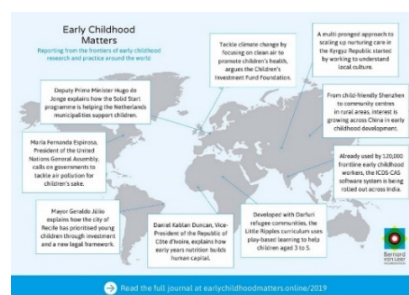 Early Childhood
Matters
Reporting from the frontiers of early childhood
research and practice around the world
Tackle climate change by
focusing on clean air to
promote children's health,
argues the Children's
Investment Fund Foundation.
A multi-pronged approach to
scaling up nurturing care in
the Kyrgyz Republic started
by working to understand
local culture.
Deputy Prime Minister Hugo de
Jonge explains how the Solid Start
programme is helping the Netherlands
municipalities support children.
From child-friendly Shenzhen
to community centres
in rural areas, interest is
growing across China in early
childhood development.
María Fernanda Espinosa,
President of the United
Nations General Assembly,
calls on governments to
tackle air pollution for
children's sake.
Already used by 120,000
frontline early childhood
workers, the ICDS-CAS
software system is being
rolled out across India.
Mayor Geraldo Júlio
explains how the city of
Recife has prioritised young
children through investment
and a new legal framework.
Daniel Kablan Duncan, Vice-
President of the Republic of
Côte d'Ivoire, explains how
early years nutrition builds
human capital.
Developed with Darfuri
refugee communities, the
Little Ripples curriculum uses
play-based learning to help
children aged 3 to 5.
Bernard
van Leer
Foundation
Read the full journal at earlychildhoodmatters.online/2019